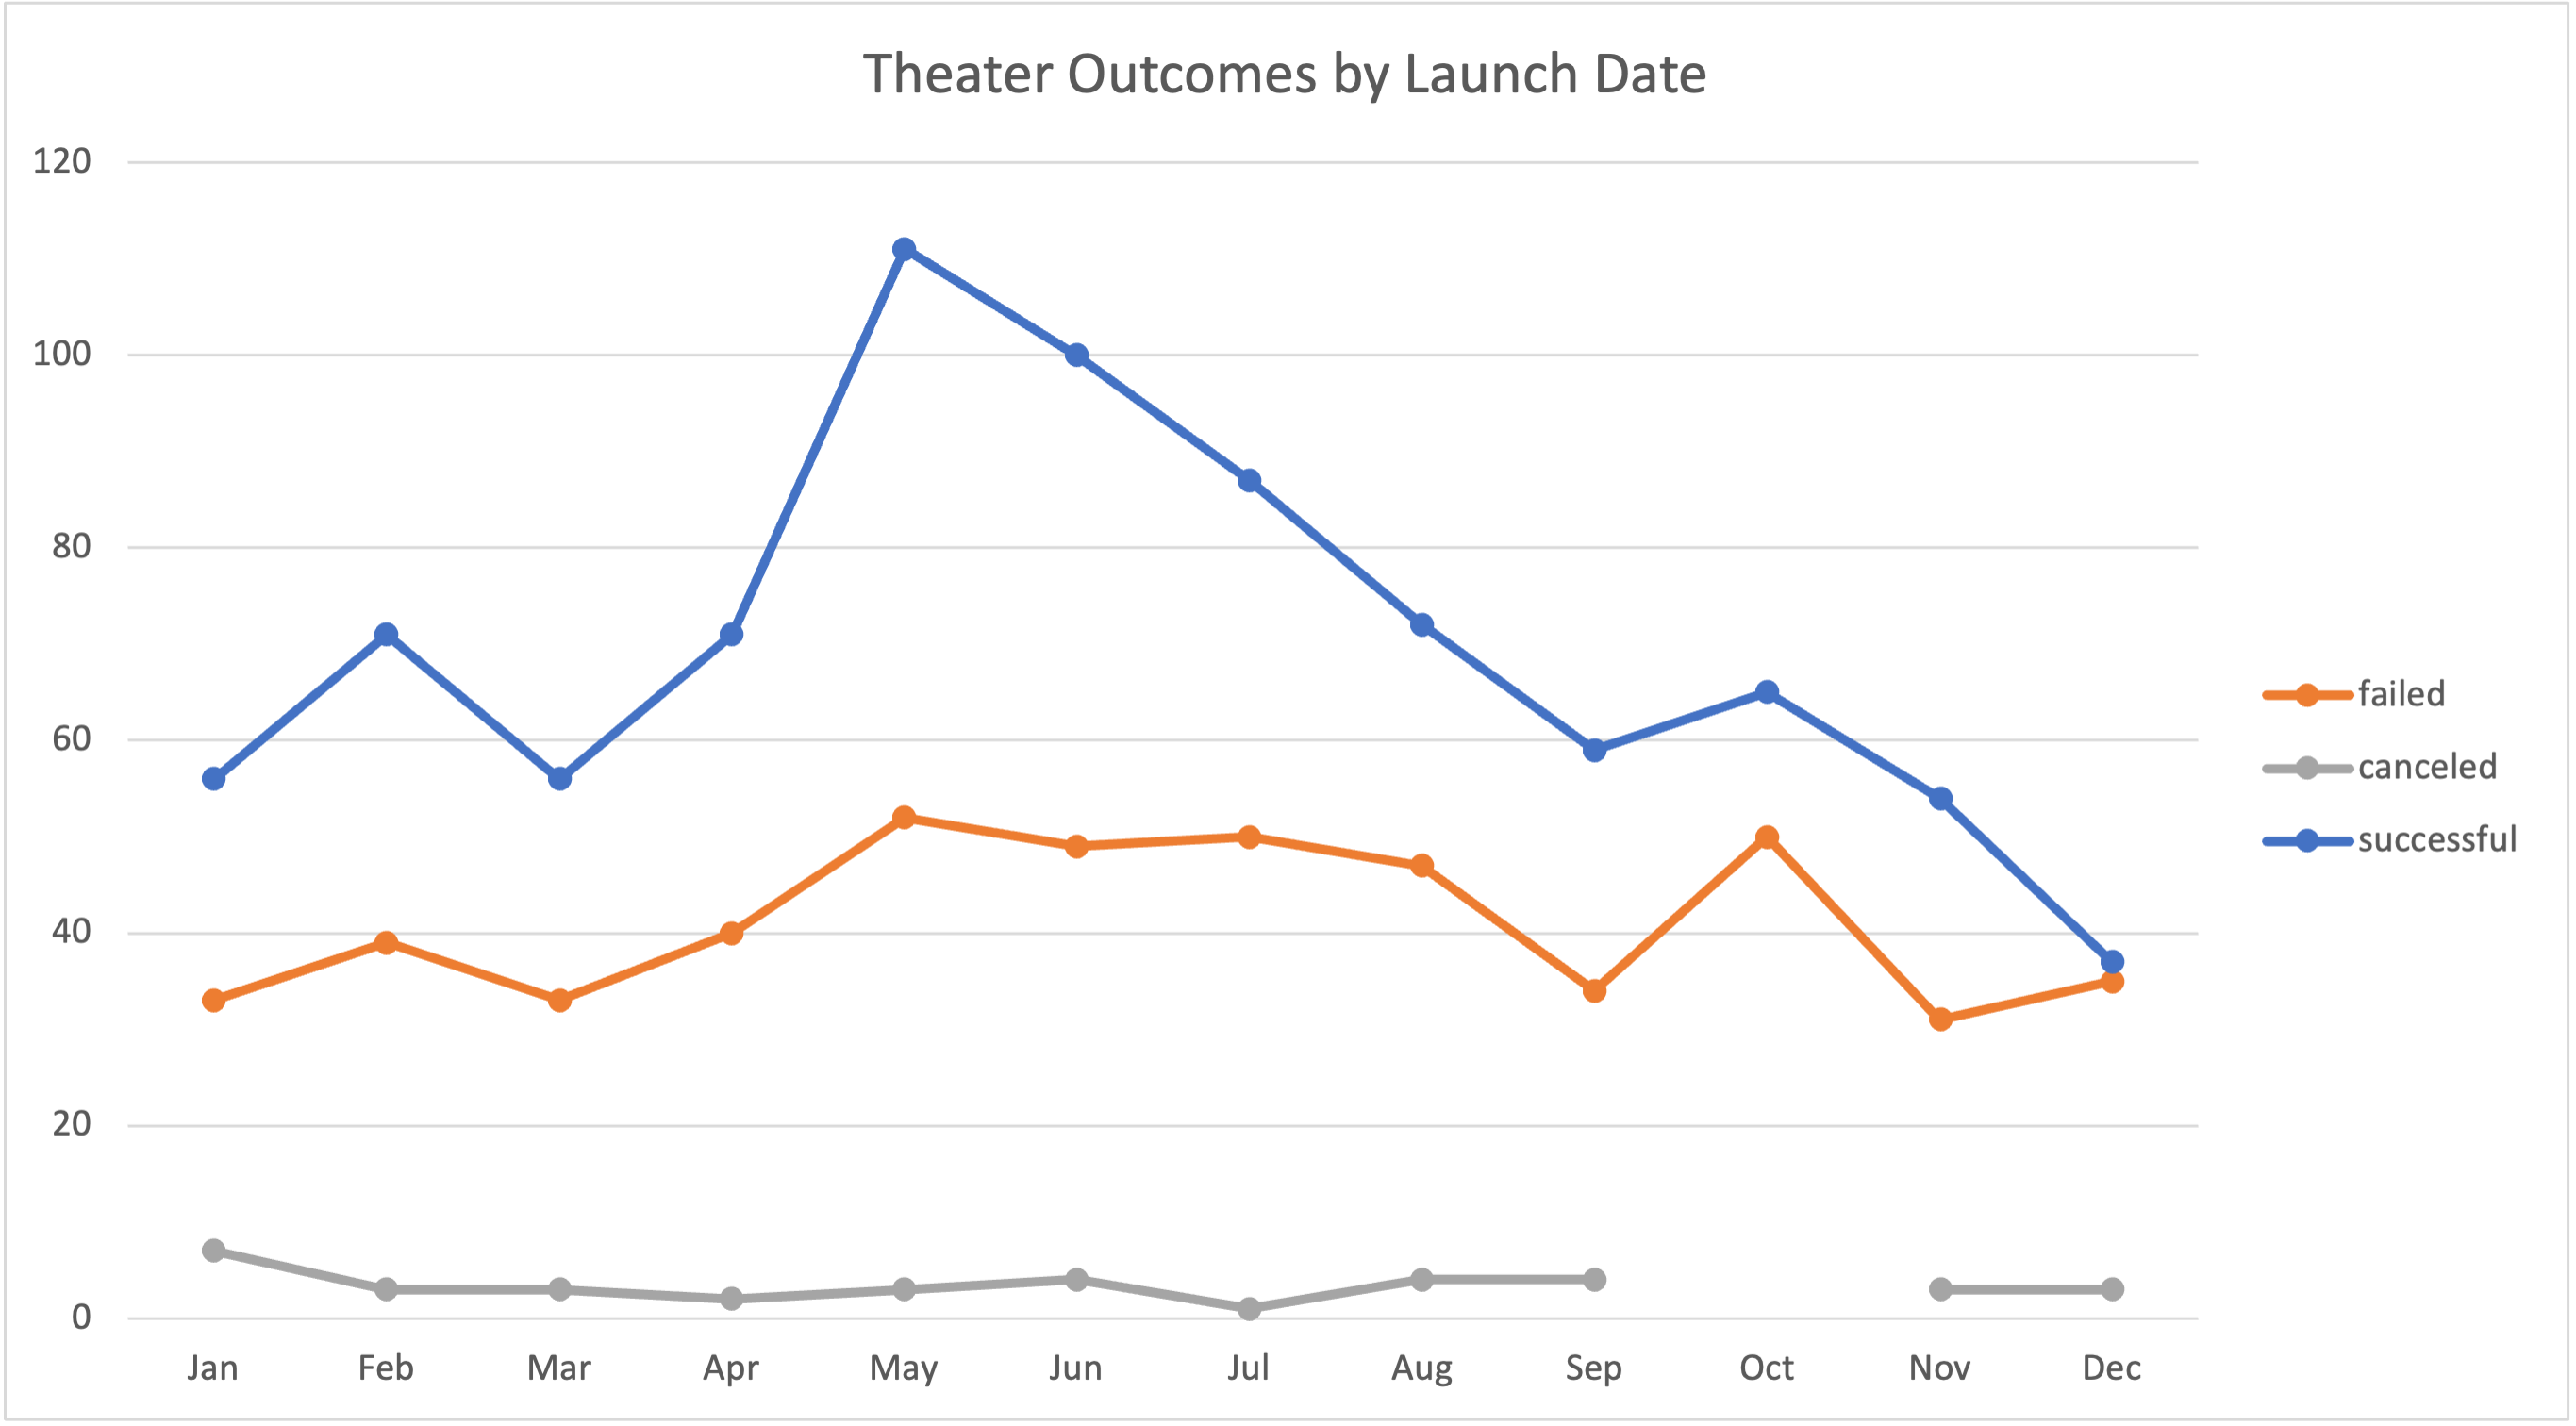 Theater Outcomes by Launch Date
120
100
80
60
40
20
0
Jan Feb Mar Apr May Jun Jul Aug Sep Oct Nov Dec
failed
canceled
successful